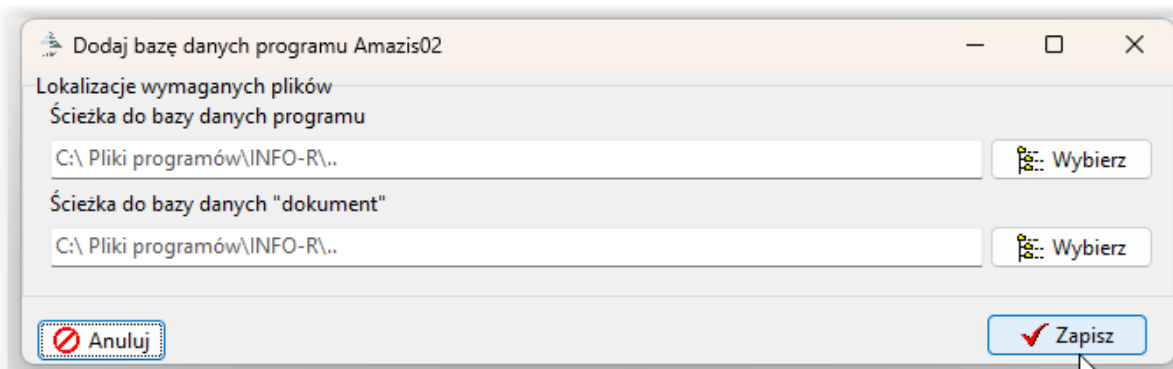 Dodaj bazę danych programu Amazis02
Lokalizacje wymaganych plików
Ścieżka do bazy danych programu
C:\ Pliki programów\INFO-R\..
Wybierz
Ścieżka do bazy danych "dokument"
C:\ Pliki programów\INFO-R\..
Wybierz
Anuluj
Zapisz